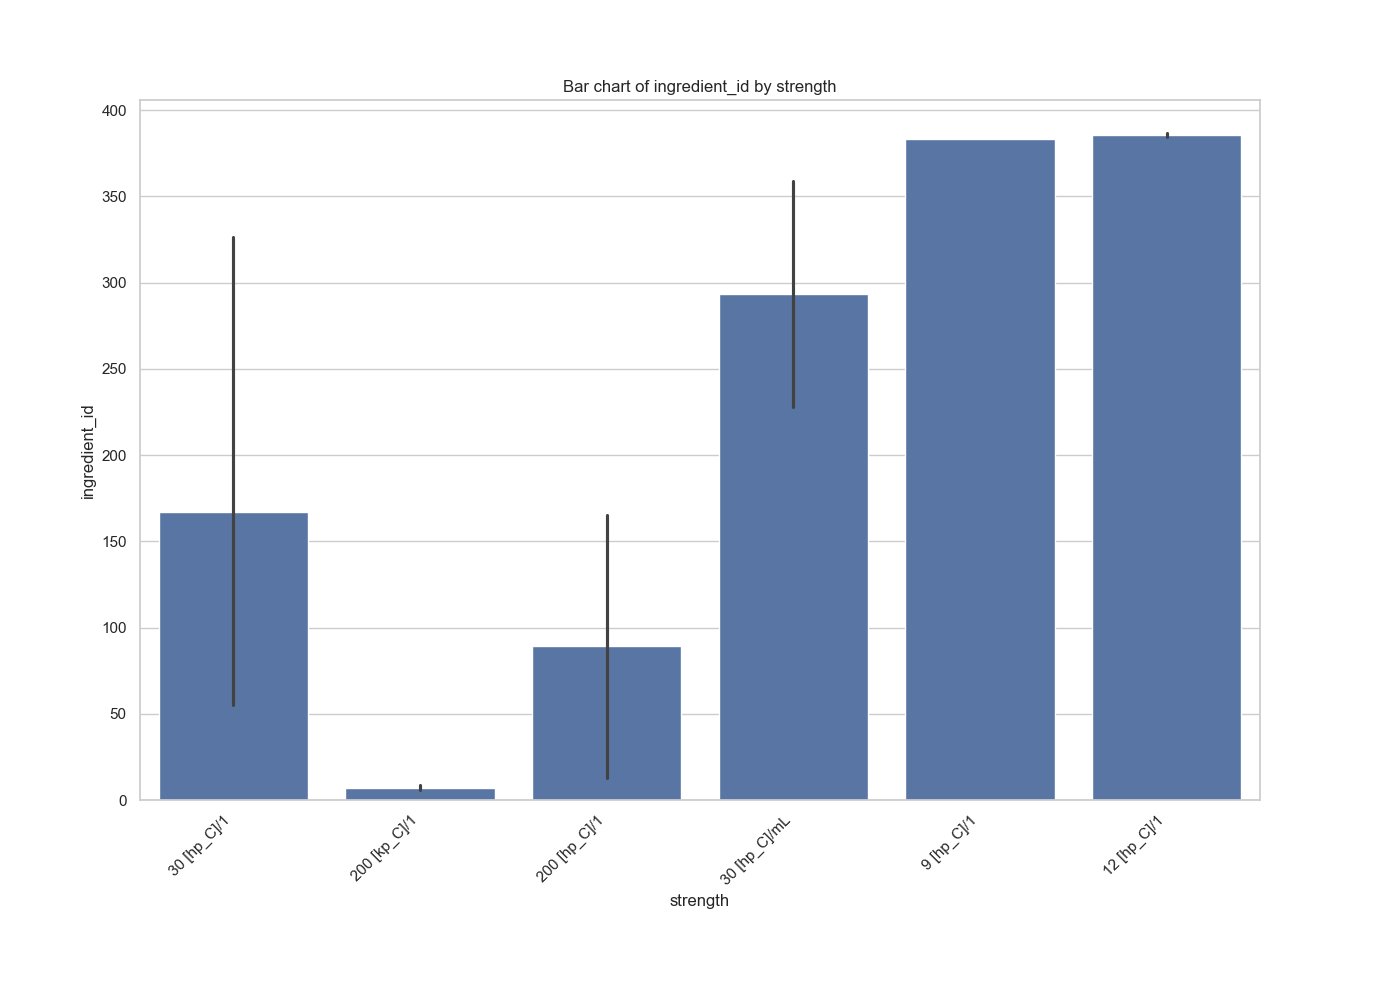 Bar chart of ingredient_id by strength
400
350
300
250
200
150
100
50
0
ingredient_id
30 [hp_C]/1
200 [kp_C]/1
200 [hp_C]/1
30 [hp_C]/mL
9 [hp_C]/1
12 [hp_C]/1
strength